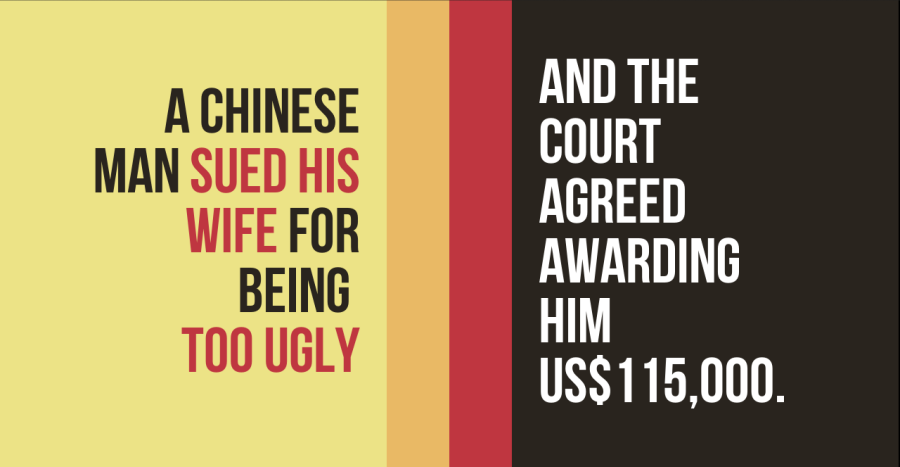 A CHINESE
MAN SUED HIS
WIFE FOR
BEING
TOO UGLY
AND THE
COURT
AGREED
AWARDING
HIM
US$115,000.